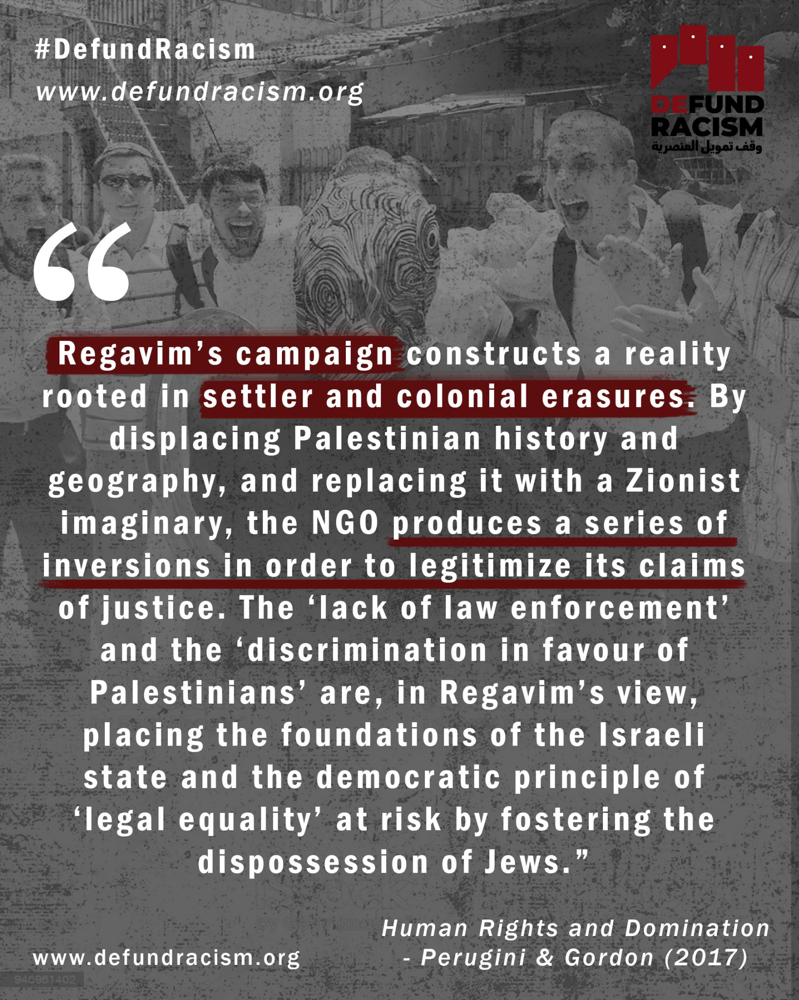 #DefundRacism
www.defundracism.org
DEFUND
RACISM
وقف تمويل العنصرية
“
Regavim’s campaign constructs a reality
rooted in settler and colonial erasures. By
displacing Palestinian history and
geography, and replacing it with a Zionist
imaginary, the NGO produces a series of
inversions in order to legitimize its claims
of justice. The ‘lack of law enforcement’
and the ‘discrimination in favour of
Palestinians’ are, in Regavim’s view,
placing the foundations of the Israeli
state and the democratic principle of
‘legal equality’ at risk by fostering the
dispossession of Jews.”
Human Rights and Domination
- Perugini & Gordon (2017)
www.defundracism.org
945961402